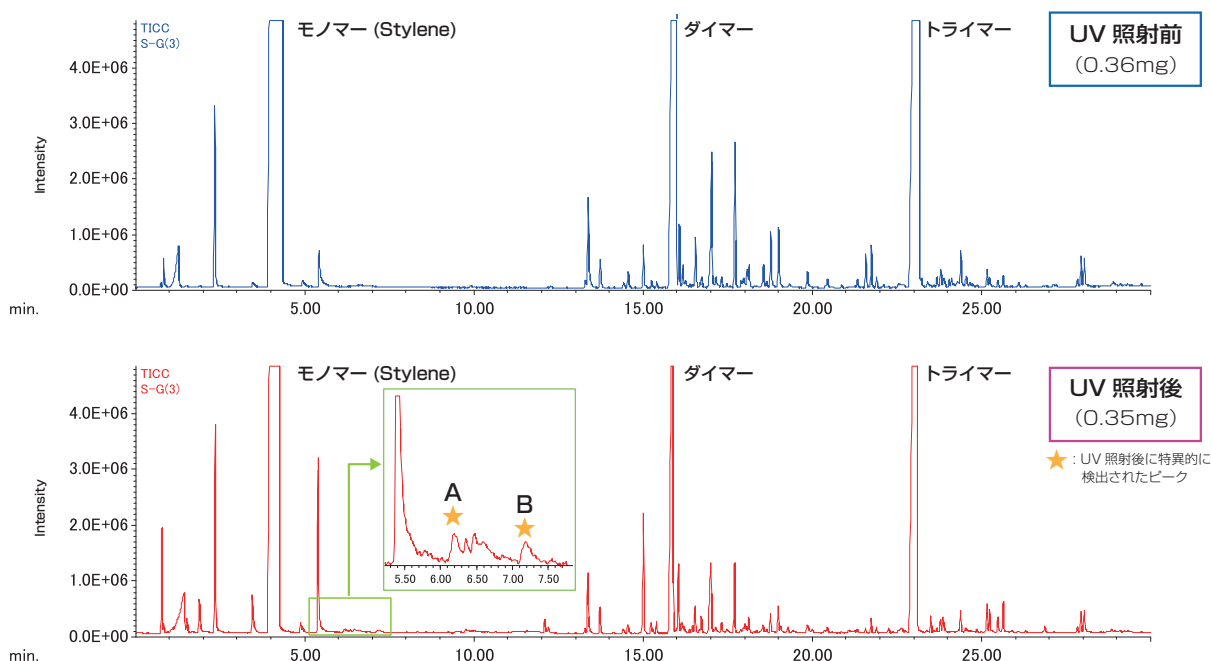 TICC
S-G(3)
モノマー (Stylene)
ダイマー
トライマー
UV 照射前
(0.36mg)
Intensity
4.0E+06
3.0E+06
2.0E+06
1.0E+06
0.0E+00
min.
5.00
10.00
15.00
20.00
25.00
TICC
S-G(3)
モノマー (Stylene)
ダイマー
トライマー
UV 照射後
(0.35mg)
★ : UV 照射後に特異的に
検出されたピーク
Intensity
4.0E+06
3.0E+06
2.0E+06
1.0E+06
0.0E+00
A
B
5.50
6.00
6.50
7.00
7.50
min.
5.00
10.00
15.00
20.00
25.00